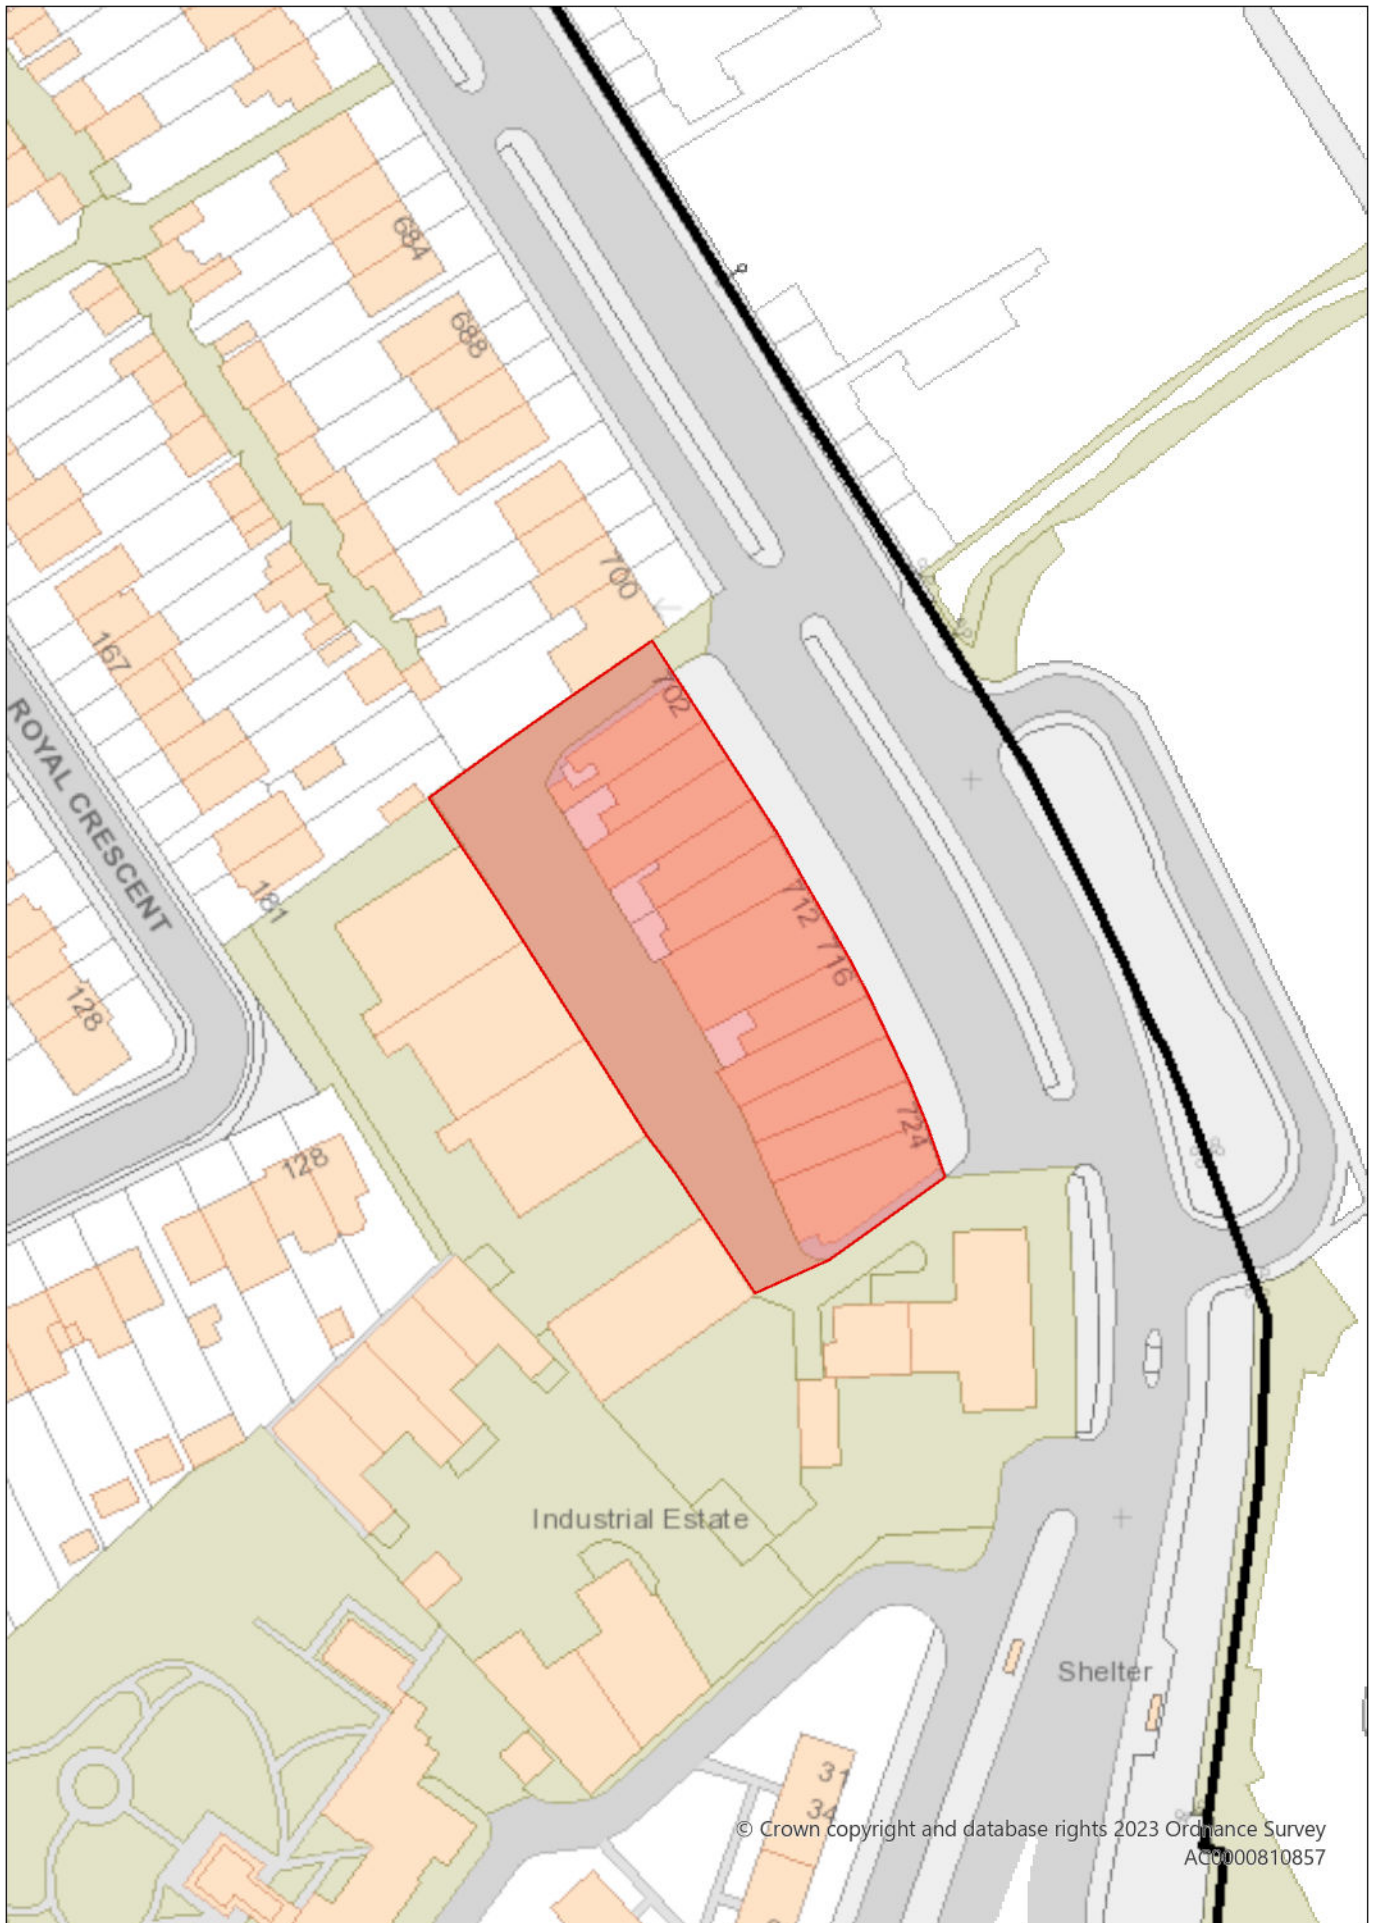 684
688
700
167
702
ROYAL CRESCENT
181
712
716
128
724
128
Industrial Estate
Shelter
31
34
© Crown copyright and database rights 2023 Ordnance Survey
AC0000810857